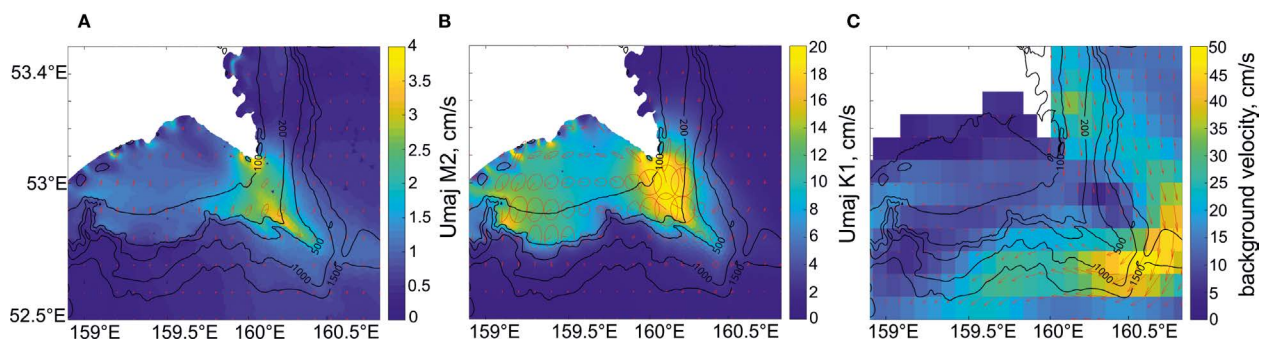 A
B
C
53.4°E
53°E
52.5°E
159°E
159.5°E
160°E
160.5°E
100
200
500
1000
1500
4
3.5
3
2.5
2
1.5
1
0.5
0
Umaj M2, cm/s
159°E
159.5°E
160°E
160.5°E
100
200
500
1000
1500
20
18
16
14
12
10
8
6
4
2
0
Umaj K1, cm/s
159°E
159.5°E
160°E
160.5°E
100
200
500
1000
1500
50
45
40
35
30
25
20
15
10
5
0
background velocity, cm/s